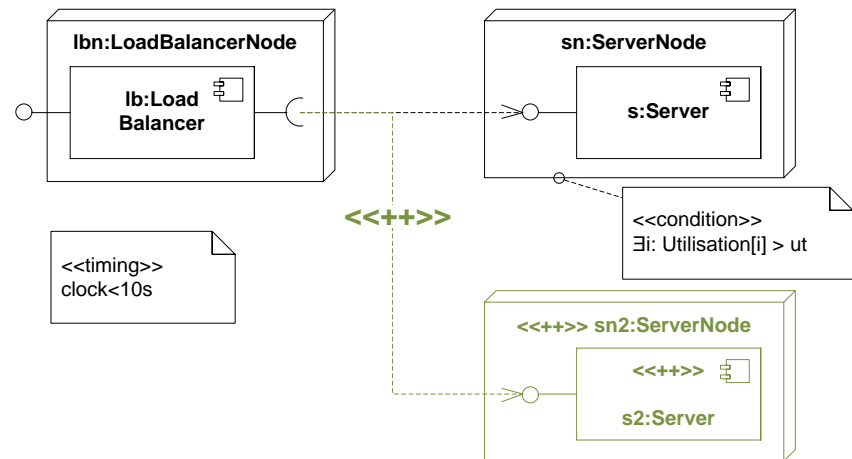 lbn:LoadBalancerNode
lb:Load
Balancer
sn:ServerNode
s:Server
<<condition>>
∃i: Utilisation[i] > ut
<<++>>
<<timing>>
clock<10s
<<++>> sn2:ServerNode
<<++>>
s2:Server